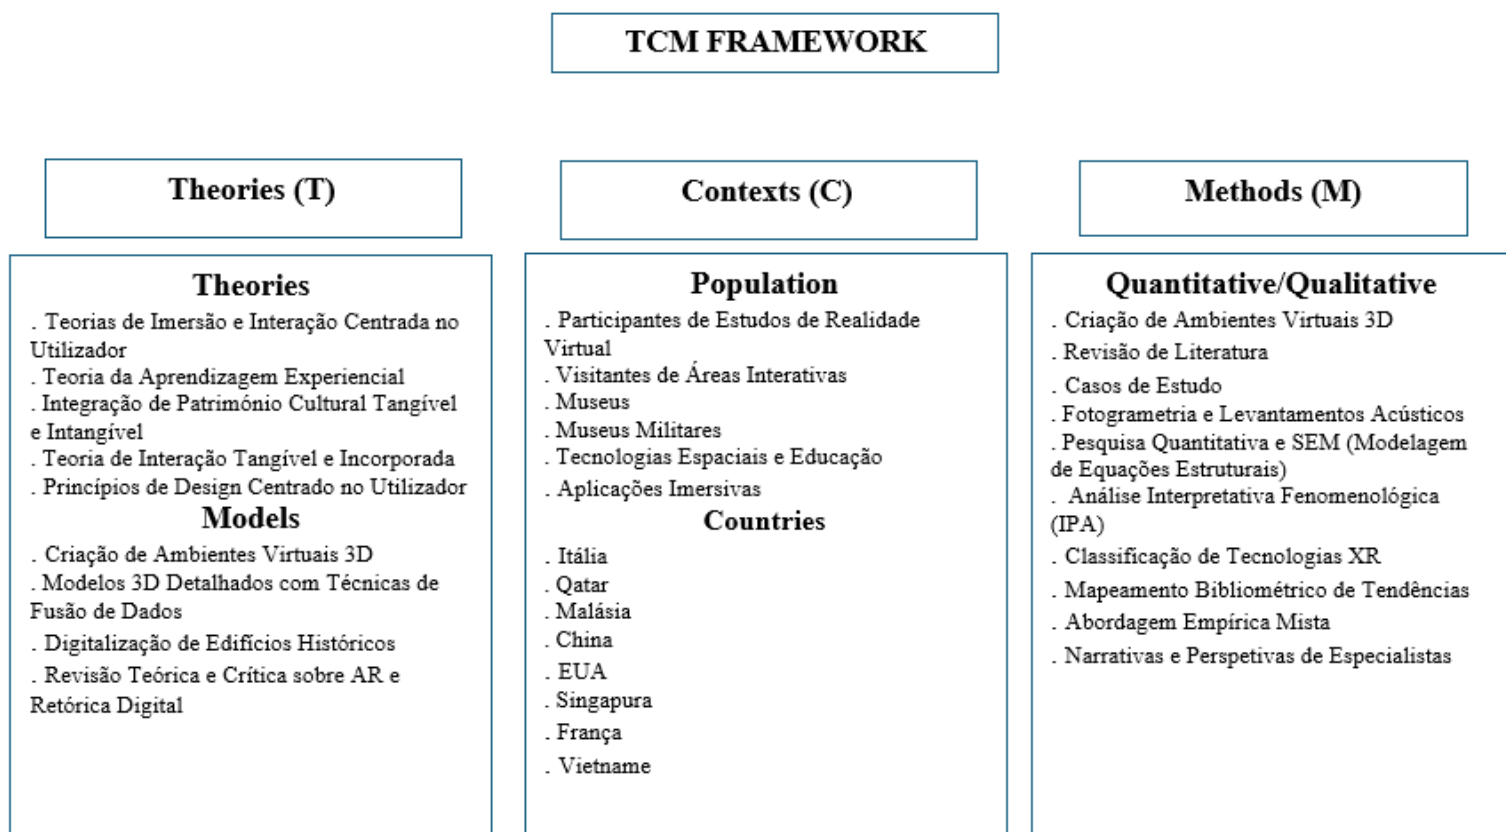 TCM FRAMEWORK
Theories (T)
Theories
. Teorias de Imersão e Interação Centrada no
Utilizador
. Teoria da Aprendizagem Experiencial
. Integração de Património Cultural Tangível
e Intangível
. Teoria de Interação Tangível e Incorporada
. Princípios de Design Centrado no Utilizador
Models
. Criação de Ambientes Virtuais 3D
. Modelos 3D Detalhados com Técnicas de
Fusão de Dados
. Digitalização de Edifícios Históricos
. Revisão Teórica e Crítica sobre AR e
Retórica Digital
Contexts (C)
Population
. Participantes de Estudos de Realidade
Virtual
. Visitantes de Áreas Interativas
. Museus
. Museus Militares
. Tecnologias Espaciais e Educação
. Aplicações Imersivas
Countries
. Itália
. Qatar
. Malásia
. China
. EUA
. Singapura
. França
. Vietname
Methods (M)
Quantitative/Qualitative
. Criação de Ambientes Virtuais 3D
. Revisão de Literatura
. Casos de Estudo
. Fotogrametria e Levantamentos Acústicos
. Pesquisa Quantitativa e SEM (Modelagem
de Equações Estruturais)
. Análise Interpretativa Fenomenológica
(IPA)
. Classificação de Tecnologias XR
. Mapeamento Bibliométrico de Tendências
. Abordagem Empírica Mista
. Narrativas e Perspetivas de Especialistas